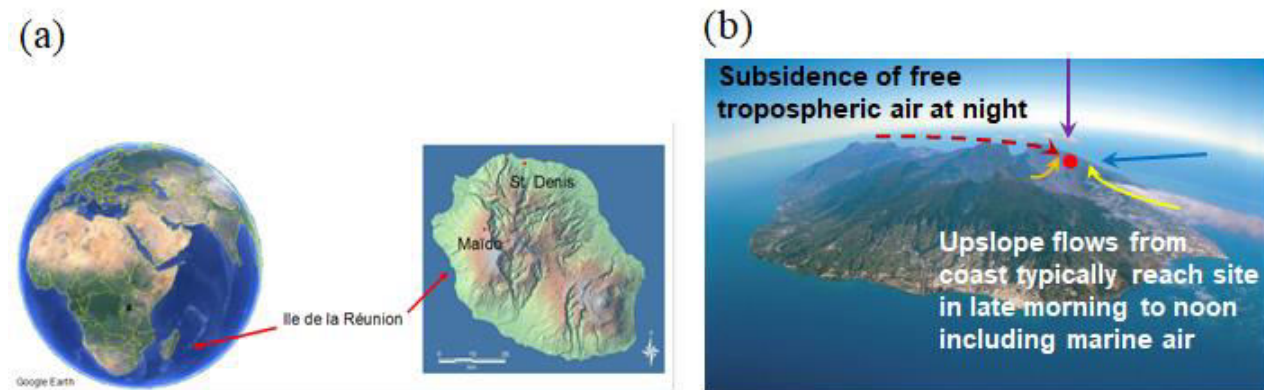 (a)
(b)
Subsidence of free
tropospheric air at night
St. Denis
Maïdo
Ile de la Réunion
Google Earth
Upslope flows from
coast typically reach site
in late morning to noon
including marine air